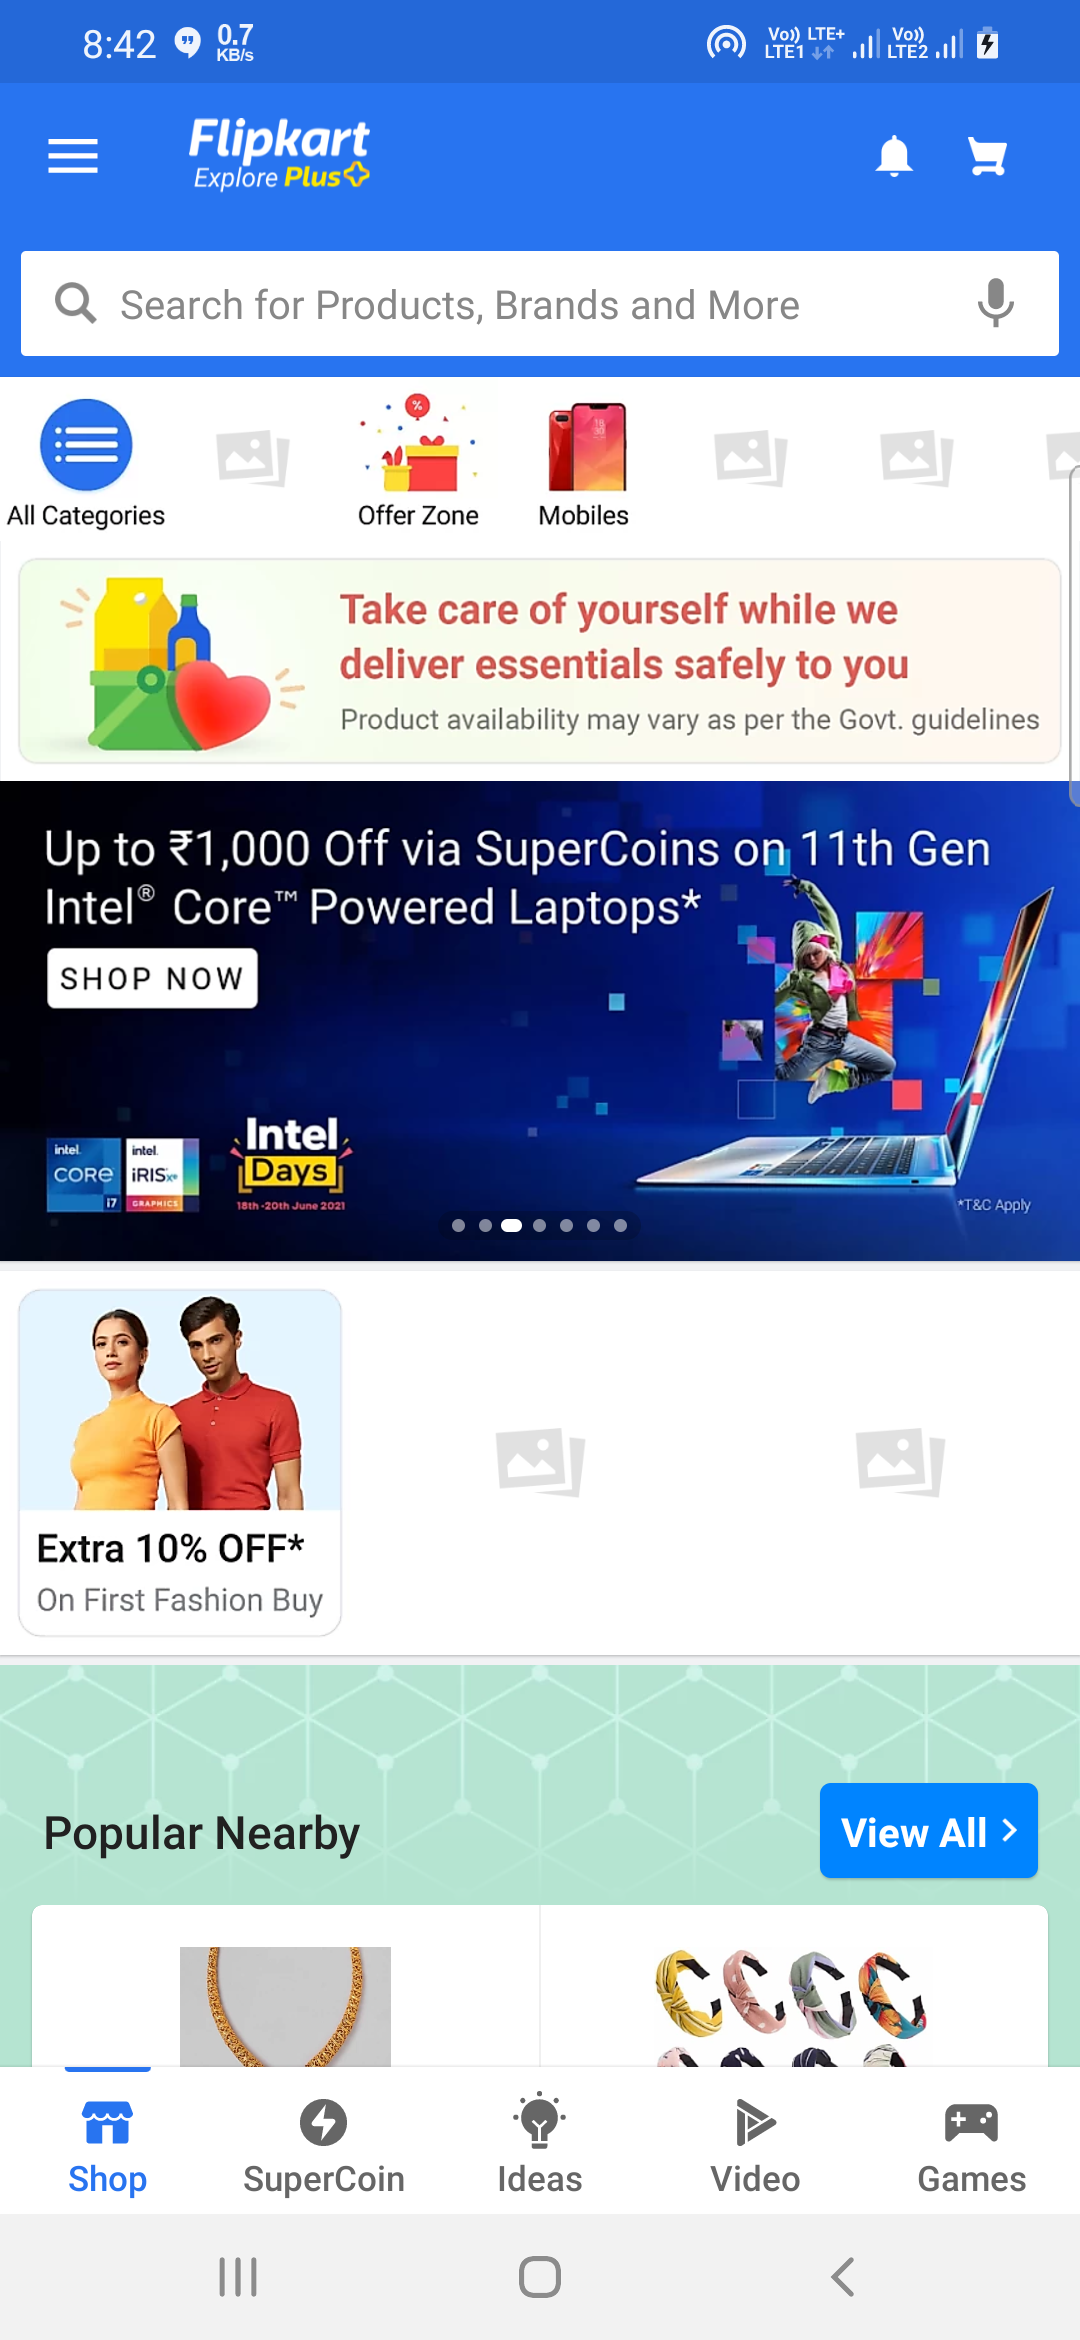 8:42
0.7
KB/s
Vo)) LTE+
LTE1
Vo))
LTE2
Flipkart
Explore Plus
Search for Products, Brands and More
All Categories
Offer Zone
Mobiles
Take care of yourself while we
deliver essentials safely to you
Product availability may vary as per the Govt. guidelines
Up to ₹1,000 Off via SuperCoins on 11th Gen
Intel® Core™ Powered Laptops*
SHOP NOW
intel.
CORE
i7
intel.
iRISxe
GRAPHICS
Intel
Days
18th-20th June 2021
*T&C Apply
Extra 10% OFF*
On First Fashion Buy
Popular Nearby
View All
Shop
SuperCoin
Ideas
Video
Games